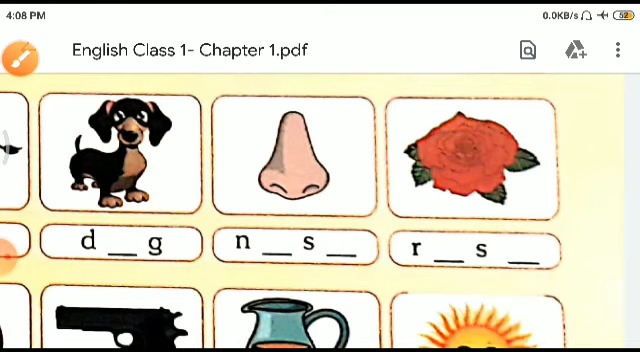 4:08 PM 0.0KB/s 52
English Class 1- Chapter 1.pdf
d __ g n __ s __ r __ s __